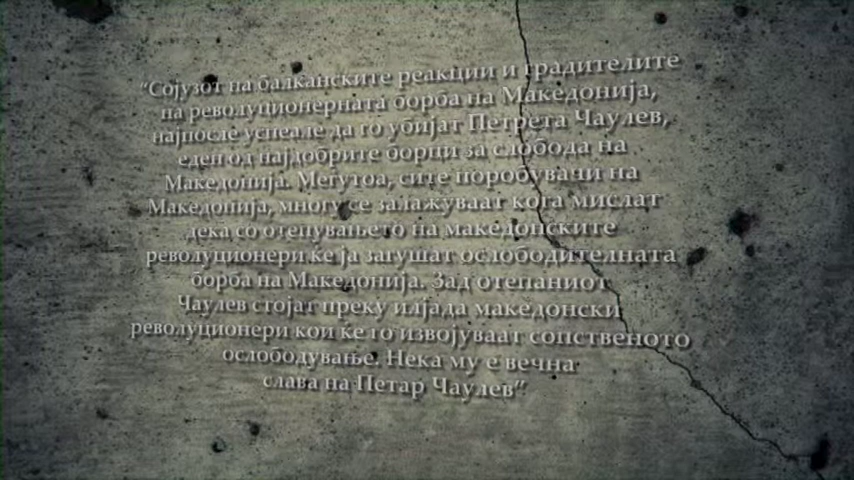 "Сојузот на балканските реакции и градителите
на револуционерната борба на Македонија,
најпосле успеале да го убијат Петрета Чаулев,
еден од најдобрите борци за слобода на
Македонија. Меѓутоа, сите поробувачи на
Македонија, многу се залажуваат кога мислат
дека со отепувањето на македонските
револуционери ќе ја загушат ослободителната
борба на Македонија. Зад отепаниот
Чаулев стојат преку илјада македонски
револуционери кои ќе го извојуваат сопственото
ослободување. Нека му е вечна
слава на Петар Чаулев"